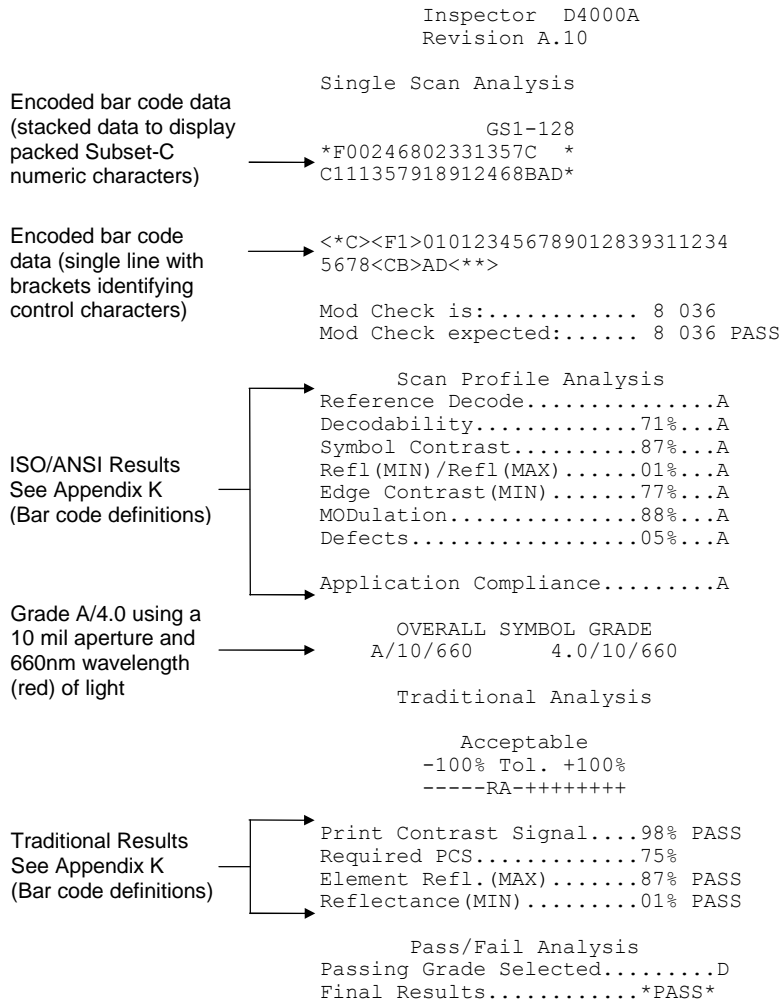 Inspector  D4000A
Revision A.10
Single Scan Analysis
Encoded bar code data
(stacked data to display
packed Subset-C
numeric characters)
GS1-128
*F00246802331357C  *
C111357918912468BAD*
Encoded bar code
data (single line with
brackets identifying
control characters)
<*C><F1>010123456789012839311234
5678<CB>AD<**>
Mod Check is:............ 8 036
Mod Check expected:...... 8 036 PASS
Scan Profile Analysis
Reference Decode...............A
Decodability.............71%...A
Symbol Contrast..........87%...A
Refl(MIN)/Refl(MAX)......01%...A
Edge Contrast(MIN).......77%...A
MODulation...............88%...A
Defects..................05%...A
ISO/ANSI Results
See Appendix K
(Bar code definitions)
Application Compliance.........A
Grade A/4.0 using a
10 mil aperture and
660nm wavelength
(red) of light
OVERALL SYMBOL GRADE
A/10/660      4.0/10/660
Traditional Analysis
Acceptable
-100% Tol. +100%
-----RA-++++++++
Traditional Results
See Appendix K
(Bar code definitions)
Print Contrast Signal....98% PASS
Required PCS.............75%
Element Refl.(MAX).......87% PASS
Reflectance(MIN).........01% PASS
Pass/Fail Analysis
Passing Grade Selected.........D
Final Results............*PASS*